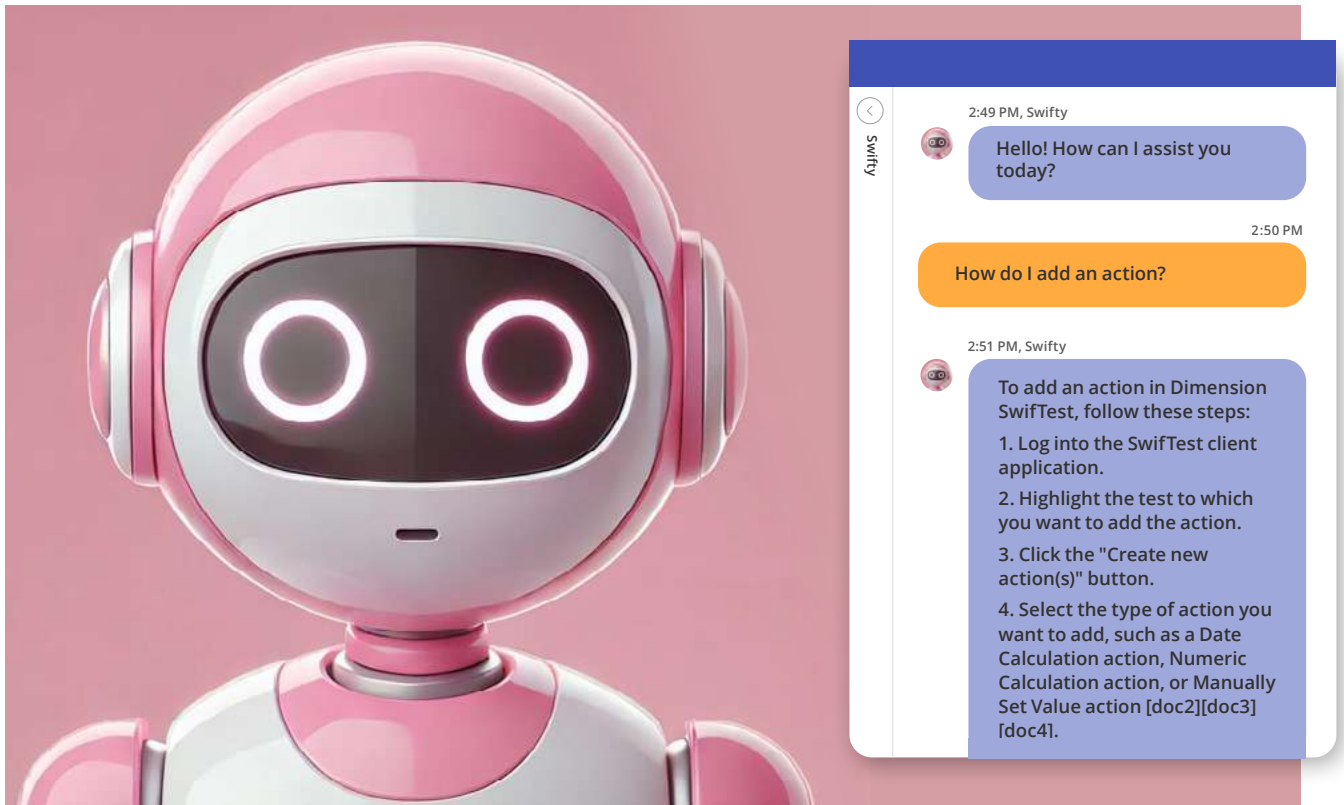 2:49 PM, Swifty
Swifty
Hello! How can I assist you
today?
2:50 PM
How do I add an action?
2:51 PM, Swifty
To add an action in Dimension
SwifTest, follow these steps:
1. Log into the SwifTest client
application.
2. Highlight the test to which
you want to add the action.
3. Click the "Create new
action(s)" button.
4. Select the type of action you
want to add, such as a Date
Calculation action, Numeric
Calculation action, or Manually
Set Value action [doc2][doc3]
[doc4].